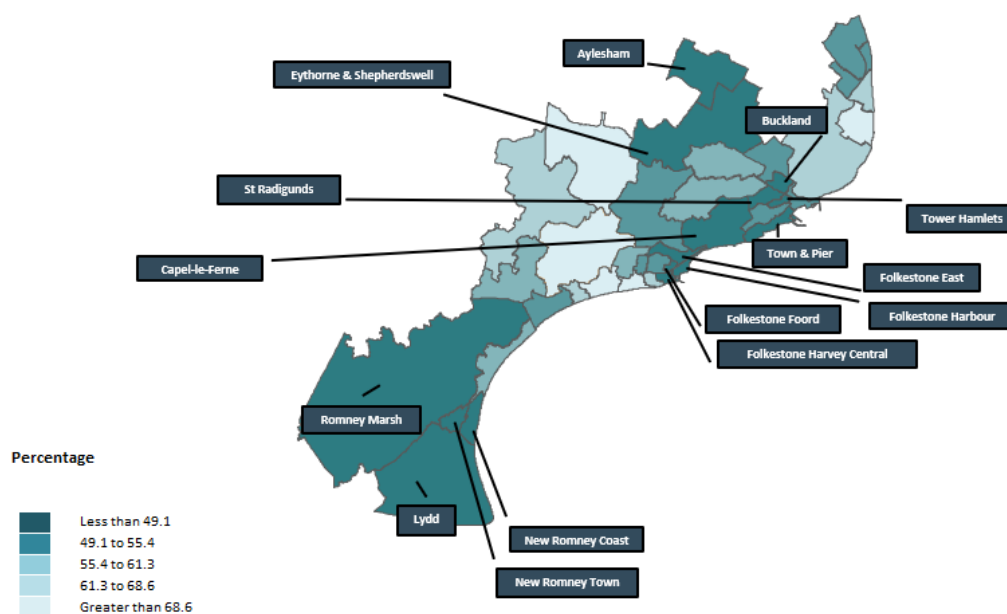 Aylesham
Eythorne & Shepherdswell
Buckland
St Radigunds
Tower Hamlets
Town & Pier
Capel-le-Ferne
Folkestone East
Folkestone Harbour
Folkestone Foord
Folkestone Harvey Central
Romney Marsh
Percentage
Lydd
Less than 49.1
49.1 to 55.4
New Romney Coast
55.4 to 61.3
New Romney Town
61.3 to 68.6
Greater than 68.6